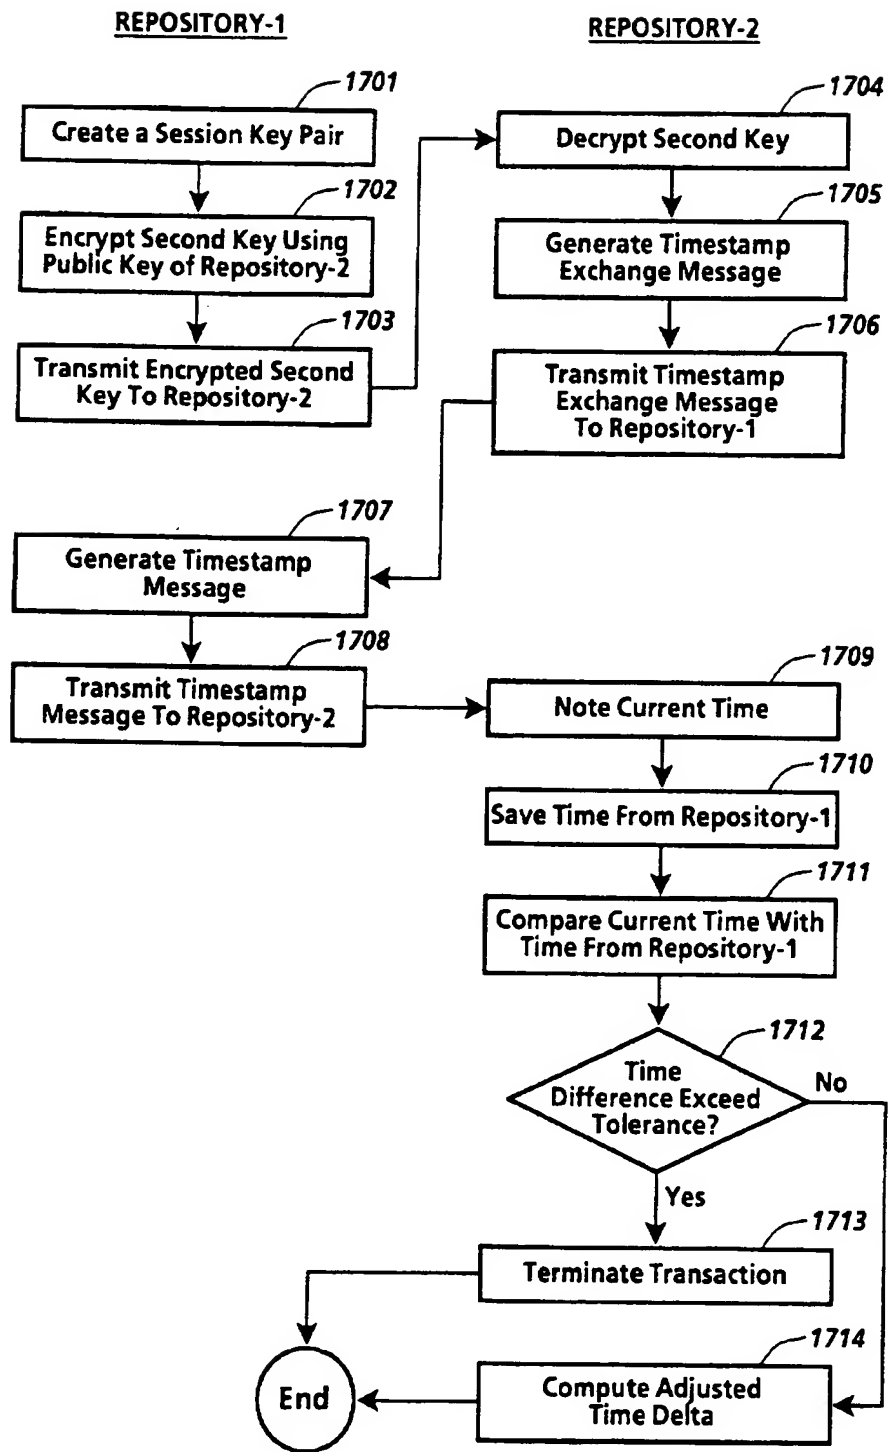 REPOSITORY-1
REPOSITORY-2
1701
Create a Session Key Pair
1702
Encrypt Second Key Using
Public Key of Repository-2
1703
Transmit Encrypted Second
Key To Repository-2
1704
Decrypt Second Key
1705
Generate Timestamp
Exchange Message
1706
Transmit Timestamp
Exchange Message
To Repository-1
1707
Generate Timestamp
Message
1708
Transmit Timestamp
Message To Repository-2
1709
Note Current Time
1710
Save Time From Repository-1
1711
Compare Current Time With
Time From Repository-1
1712
Time
Difference Exceed
Tolerance?
No
Yes
1713
Terminate Transaction
1714
Compute Adjusted
Time Delta
End